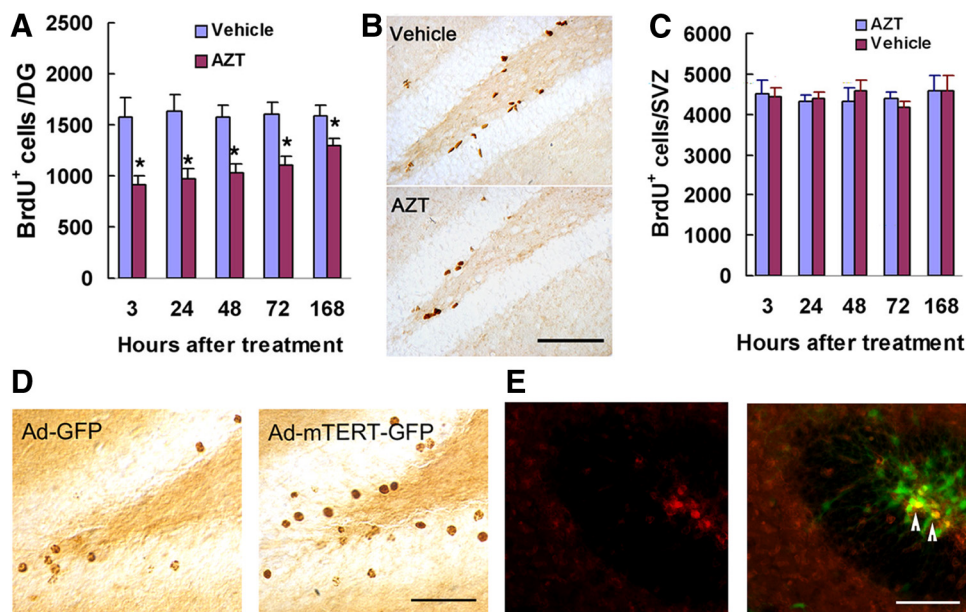 A
BrdU+ cells /DG
2500
2000
1500
1000
500
0
Vehicle
AZT
*
*
*
*
*
3 24 48 72 168
Hours after treatment
B
Vehicle
AZT
C
BrdU+ cells/SVZ
6000
5000
4000
3000
2000
1000
0
AZT
Vehicle
3 24 48 72 168
Hours after treatment
D
Ad-GFP
Ad-mTERT-GFP
E